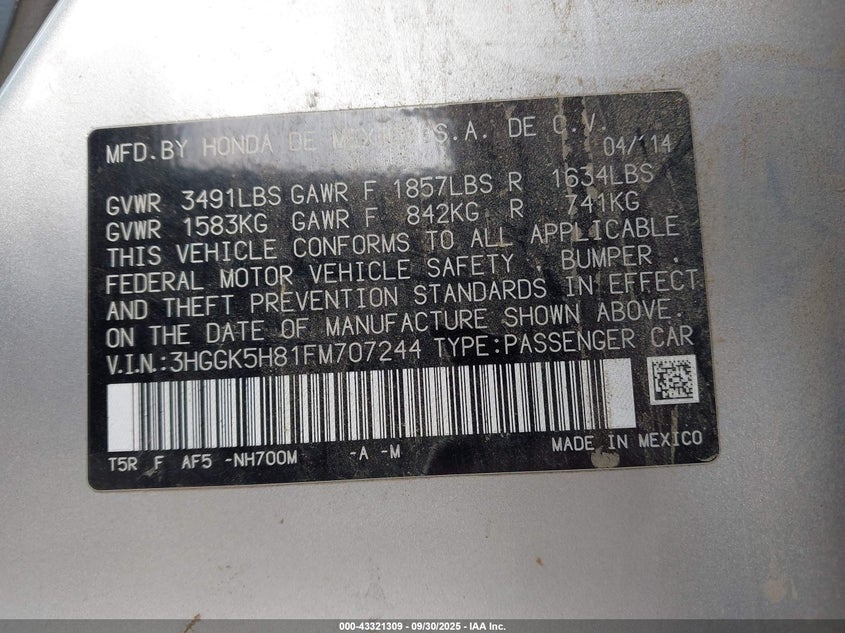 MFD.BY HONDA DE MEXICO S.A. DE C.V. 04/14
GVWR 3491LBS GAWR F 1857LBS R 1634LBS
GVWR 1583KG GAWR F 842KG R 741KG
THIS VEHICLE CONFORMS TO ALL APPLICABLE
FEDERAL MOTOR VEHICLE SAFETY , BUMPER ,
AND THEFT PREVENTION STANDARDS IN EFFECT
ON THE DATE OF MANUFACTURE SHOWN ABOVE.
V.I.N.:3HGGK5H81FM707244 TYPE:PASSENGER CAR
T5R F AF5 -NH700M -A -M MADE IN MEXICO
000-43321309 - 09/30/2025 - IAA Inc.